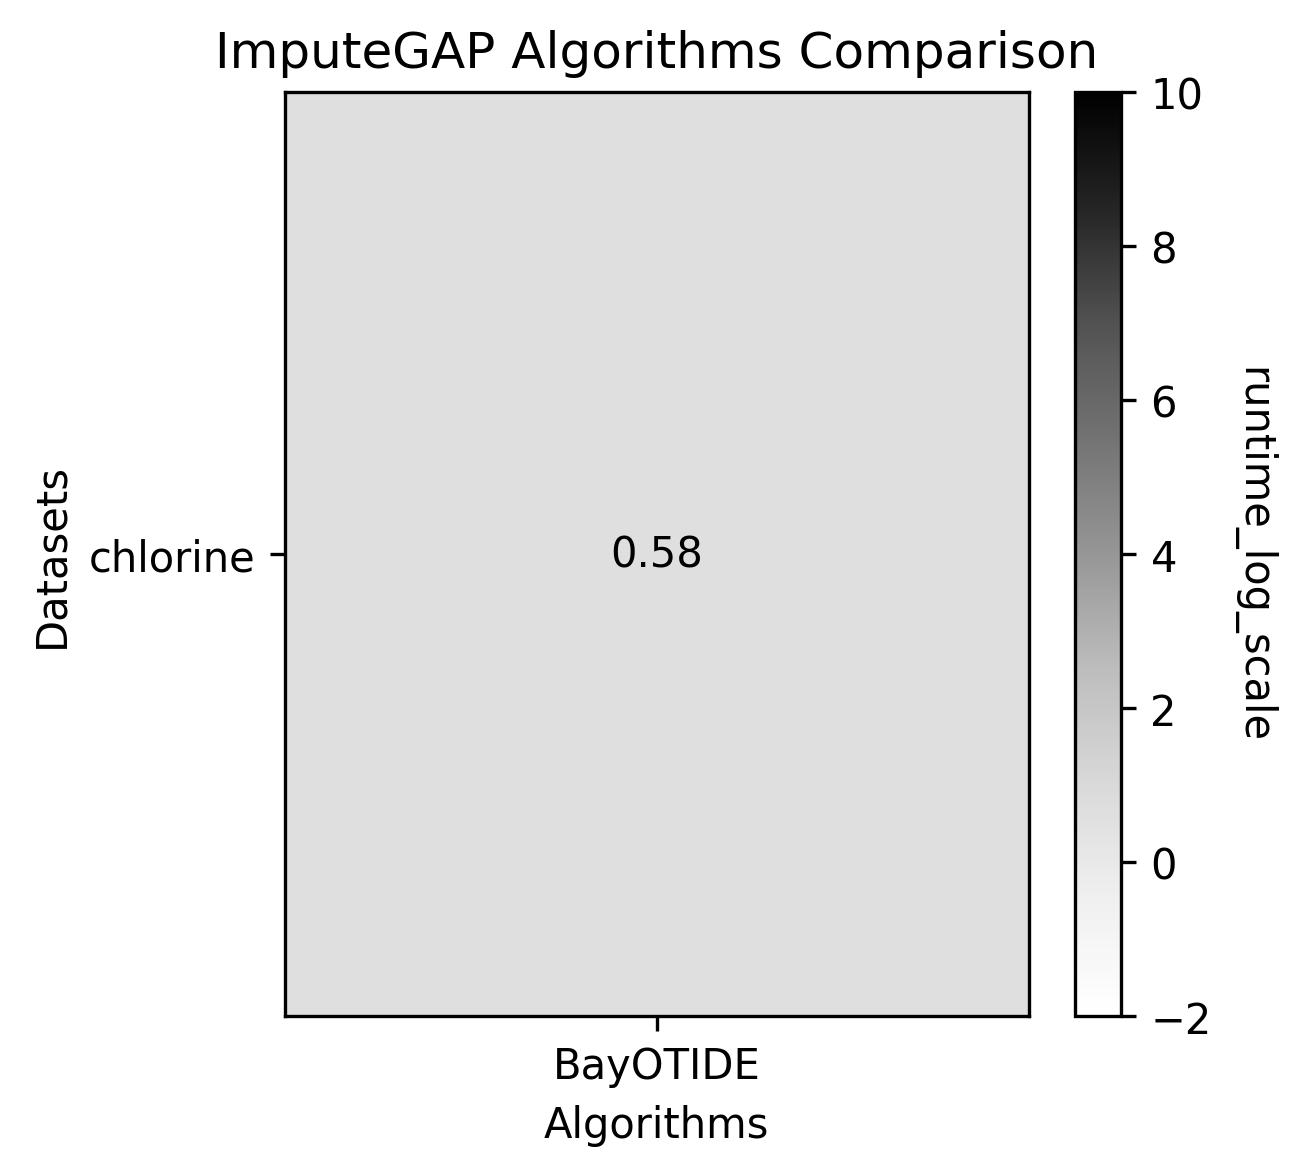 ImputeGAP Algorithms Comparison
Datasets
chlorine
0.58
BayOTIDE
Algorithms
10
8
6
4
2
0
−2
runtime_log_scale